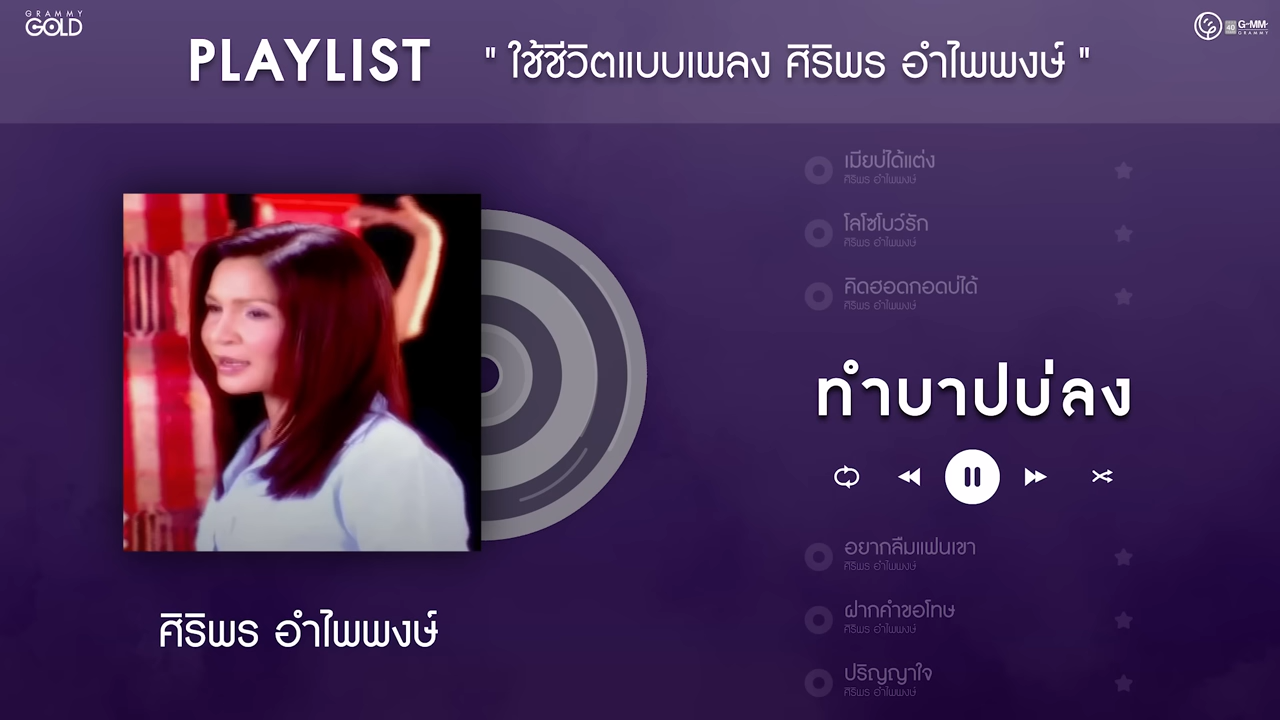 GRAMMY
GOLD
PLAYLIST
" ใช้ชีวิตแบบเพลง ศิริพร อำไพพงษ์ "
GMM
GRAMMY
เมียบ่ได้แต่ง
ศิริพร อำไพพงษ์
โลโซโบว์รัก
ศิริพร อำไพพงษ์
คิดฮอดกอดบ่ได้
ศิริพร อำไพพงษ์
ทำบาปบ่ลง
อยากลืมแฟนเขา
ศิริพร อำไพพงษ์
ฝากคำขอโทษ
ศิริพร อำไพพงษ์
ปริญญาใจ
ศิริพร อำไพพงษ์
ศิริพร อำไพพงษ์